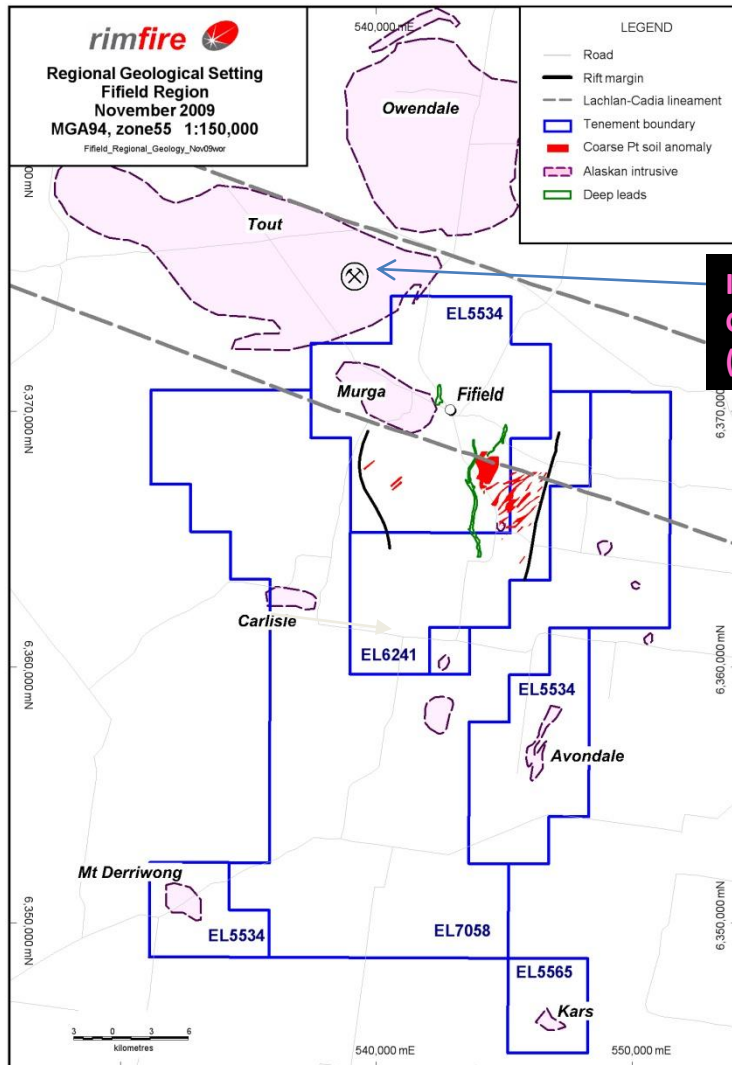 rimfire
Regional Geological Setting
Fifield Region
November 2009
MGA94, zone55 1:150,000
Fifield_Regional_Geology_Nov09wor
540,000 mE
LEGEND
Road
Rift margin
Lachlan-Cadia lineament
Tenement boundary
Coarse Pt soil anomaly
Alaskan intrusive
Deep leads
Owendale
Tout
EL5534
Murga
Fifield
6,370,000 mN
6,370,000
Carlisle
EL6241
6,360,000 mN
6,360,000 mN
EL5534
Avondale
Mt Derriwong
EL5534
EL7058
6,350,000 mN
6,350,000 mN
EL5565
Kars
3 0 3 6
kilometres
540,000 mE
550,000 mE